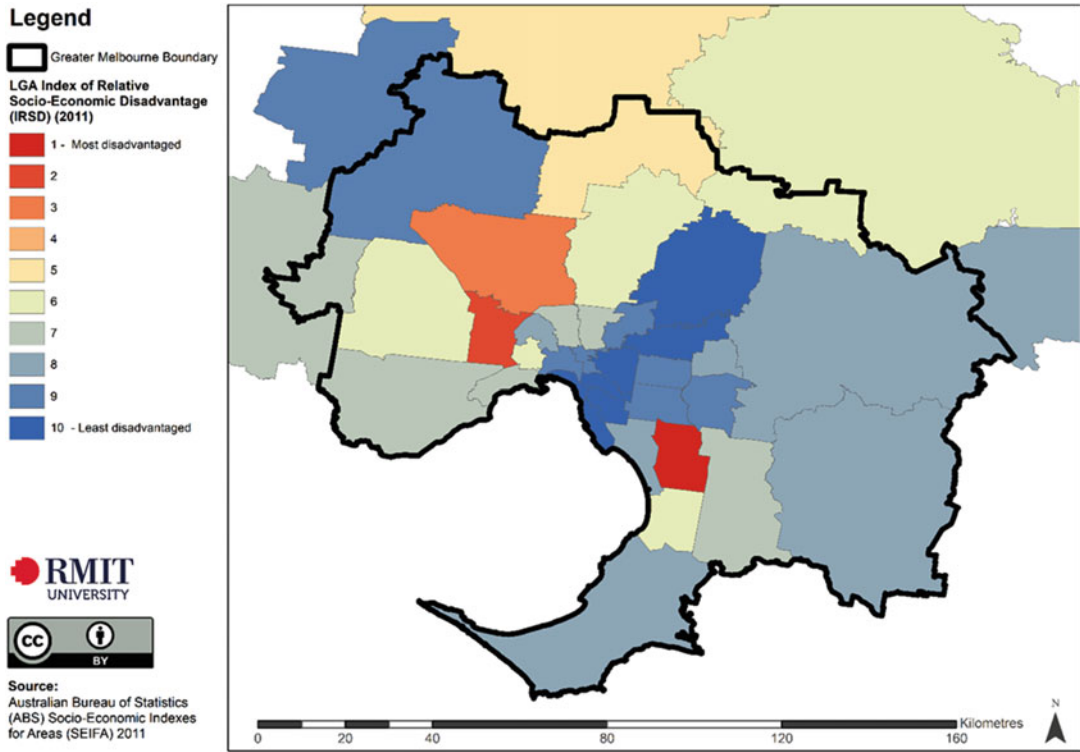 Legend
Greater Melbourne Boundary
LGA Index of Relative
Socio-Economic Disadvantage
(IRSD) (2011)
1 - Most disadvantaged
2
3
4
5
6
7
8
9
10 - Least disadvantaged
RMIT
UNIVERSITY
CC
BY
Source:
Australian Bureau of Statistics
(ABS) Socio-Economic Indexes
for Areas (SEIFA) 2011
Kilometres
0 20 40 80 120 160
N